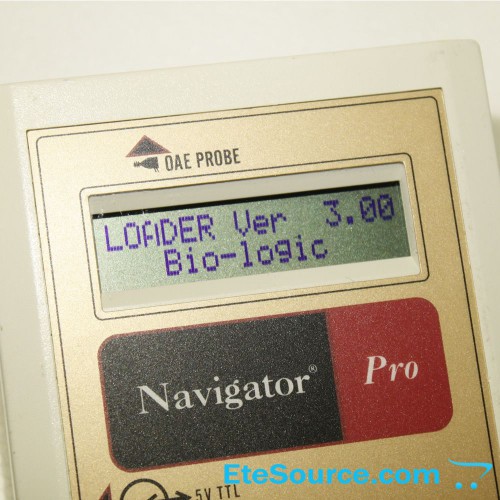 OAE PROBE
LOADER Ver 3.00
Bio-logic
Navigator® Pro
5V TTL
EteSource.com